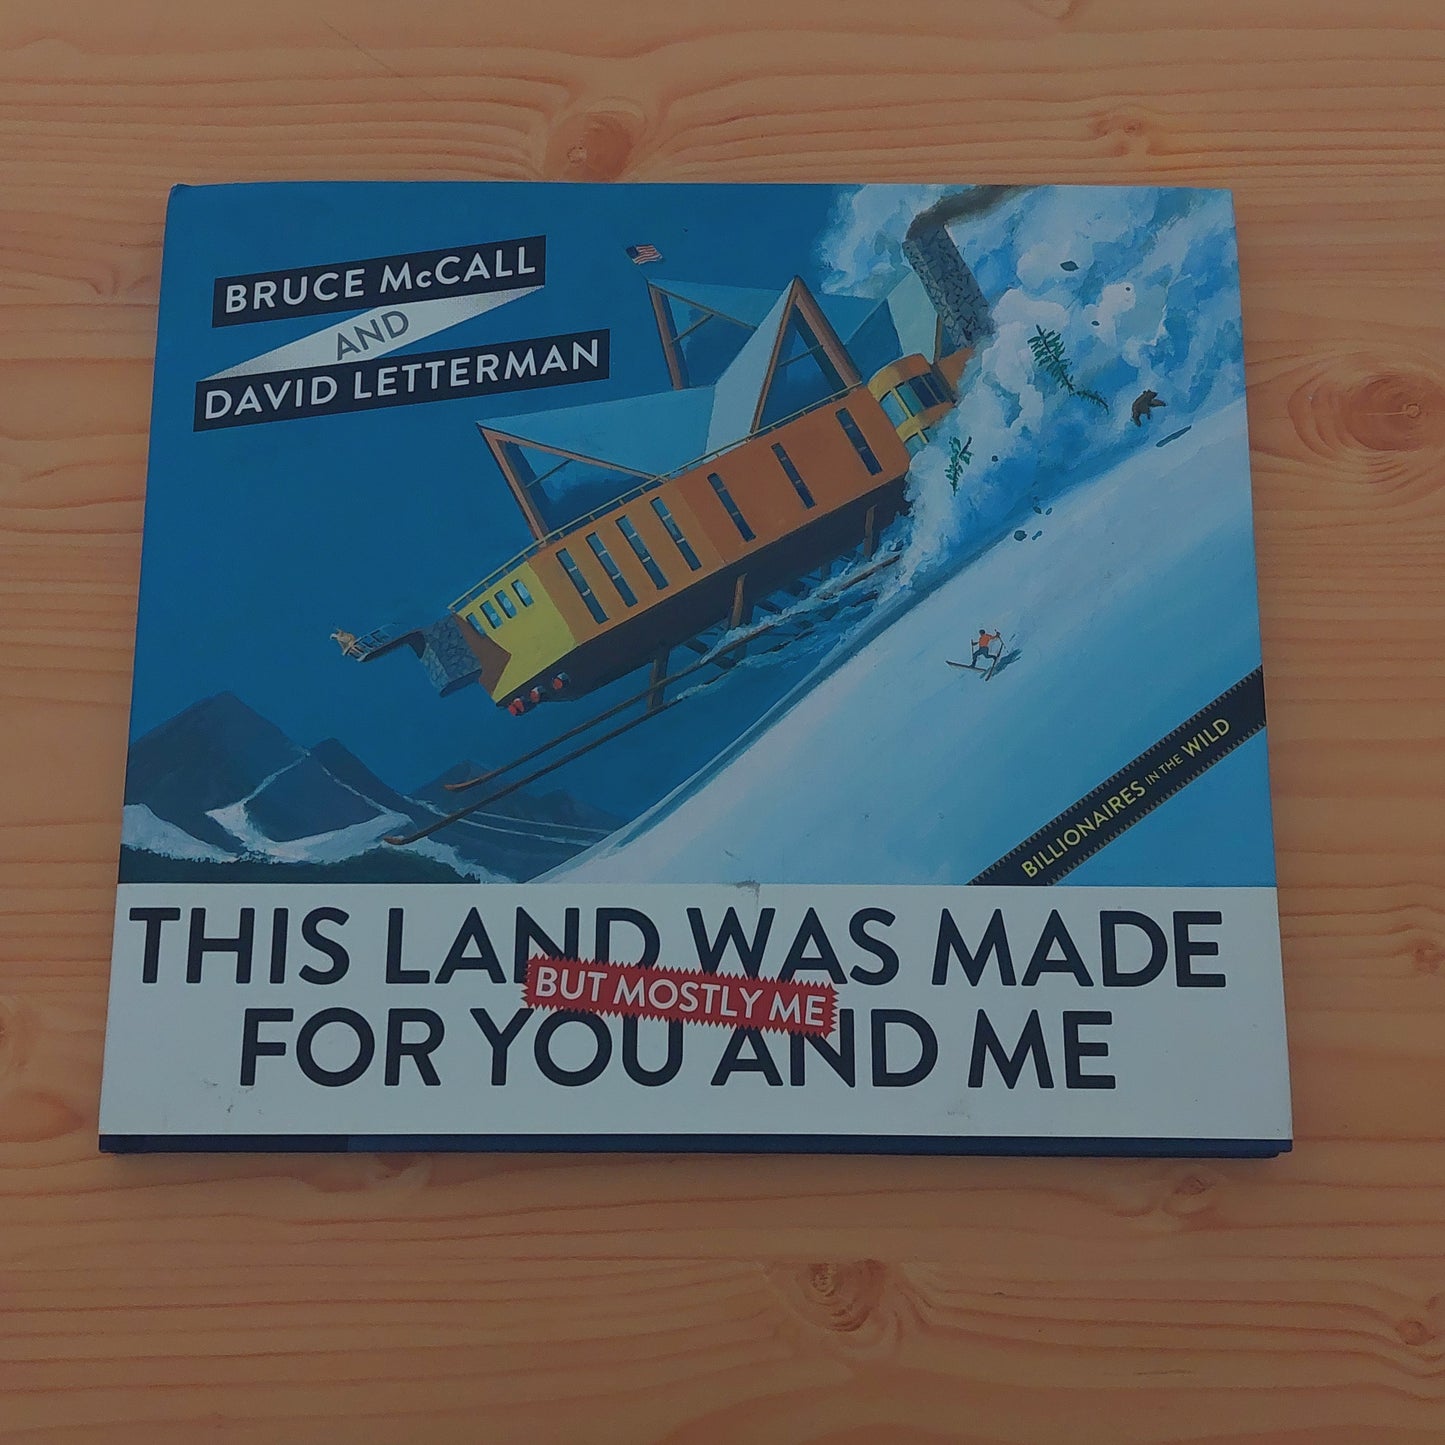 BRUCE McCALL
AND
DAVID LETTERMAN
BILLIONAIRES IN THE WILD
THIS LAND WAS MADE
BUT MOSTLY ME
FOR YOU AND ME